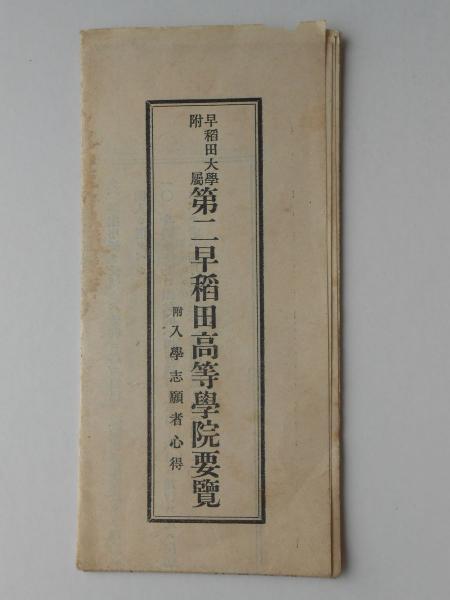 早稻田大學
附屬
第二早稻田高等學院要覽
附入學志願者心得